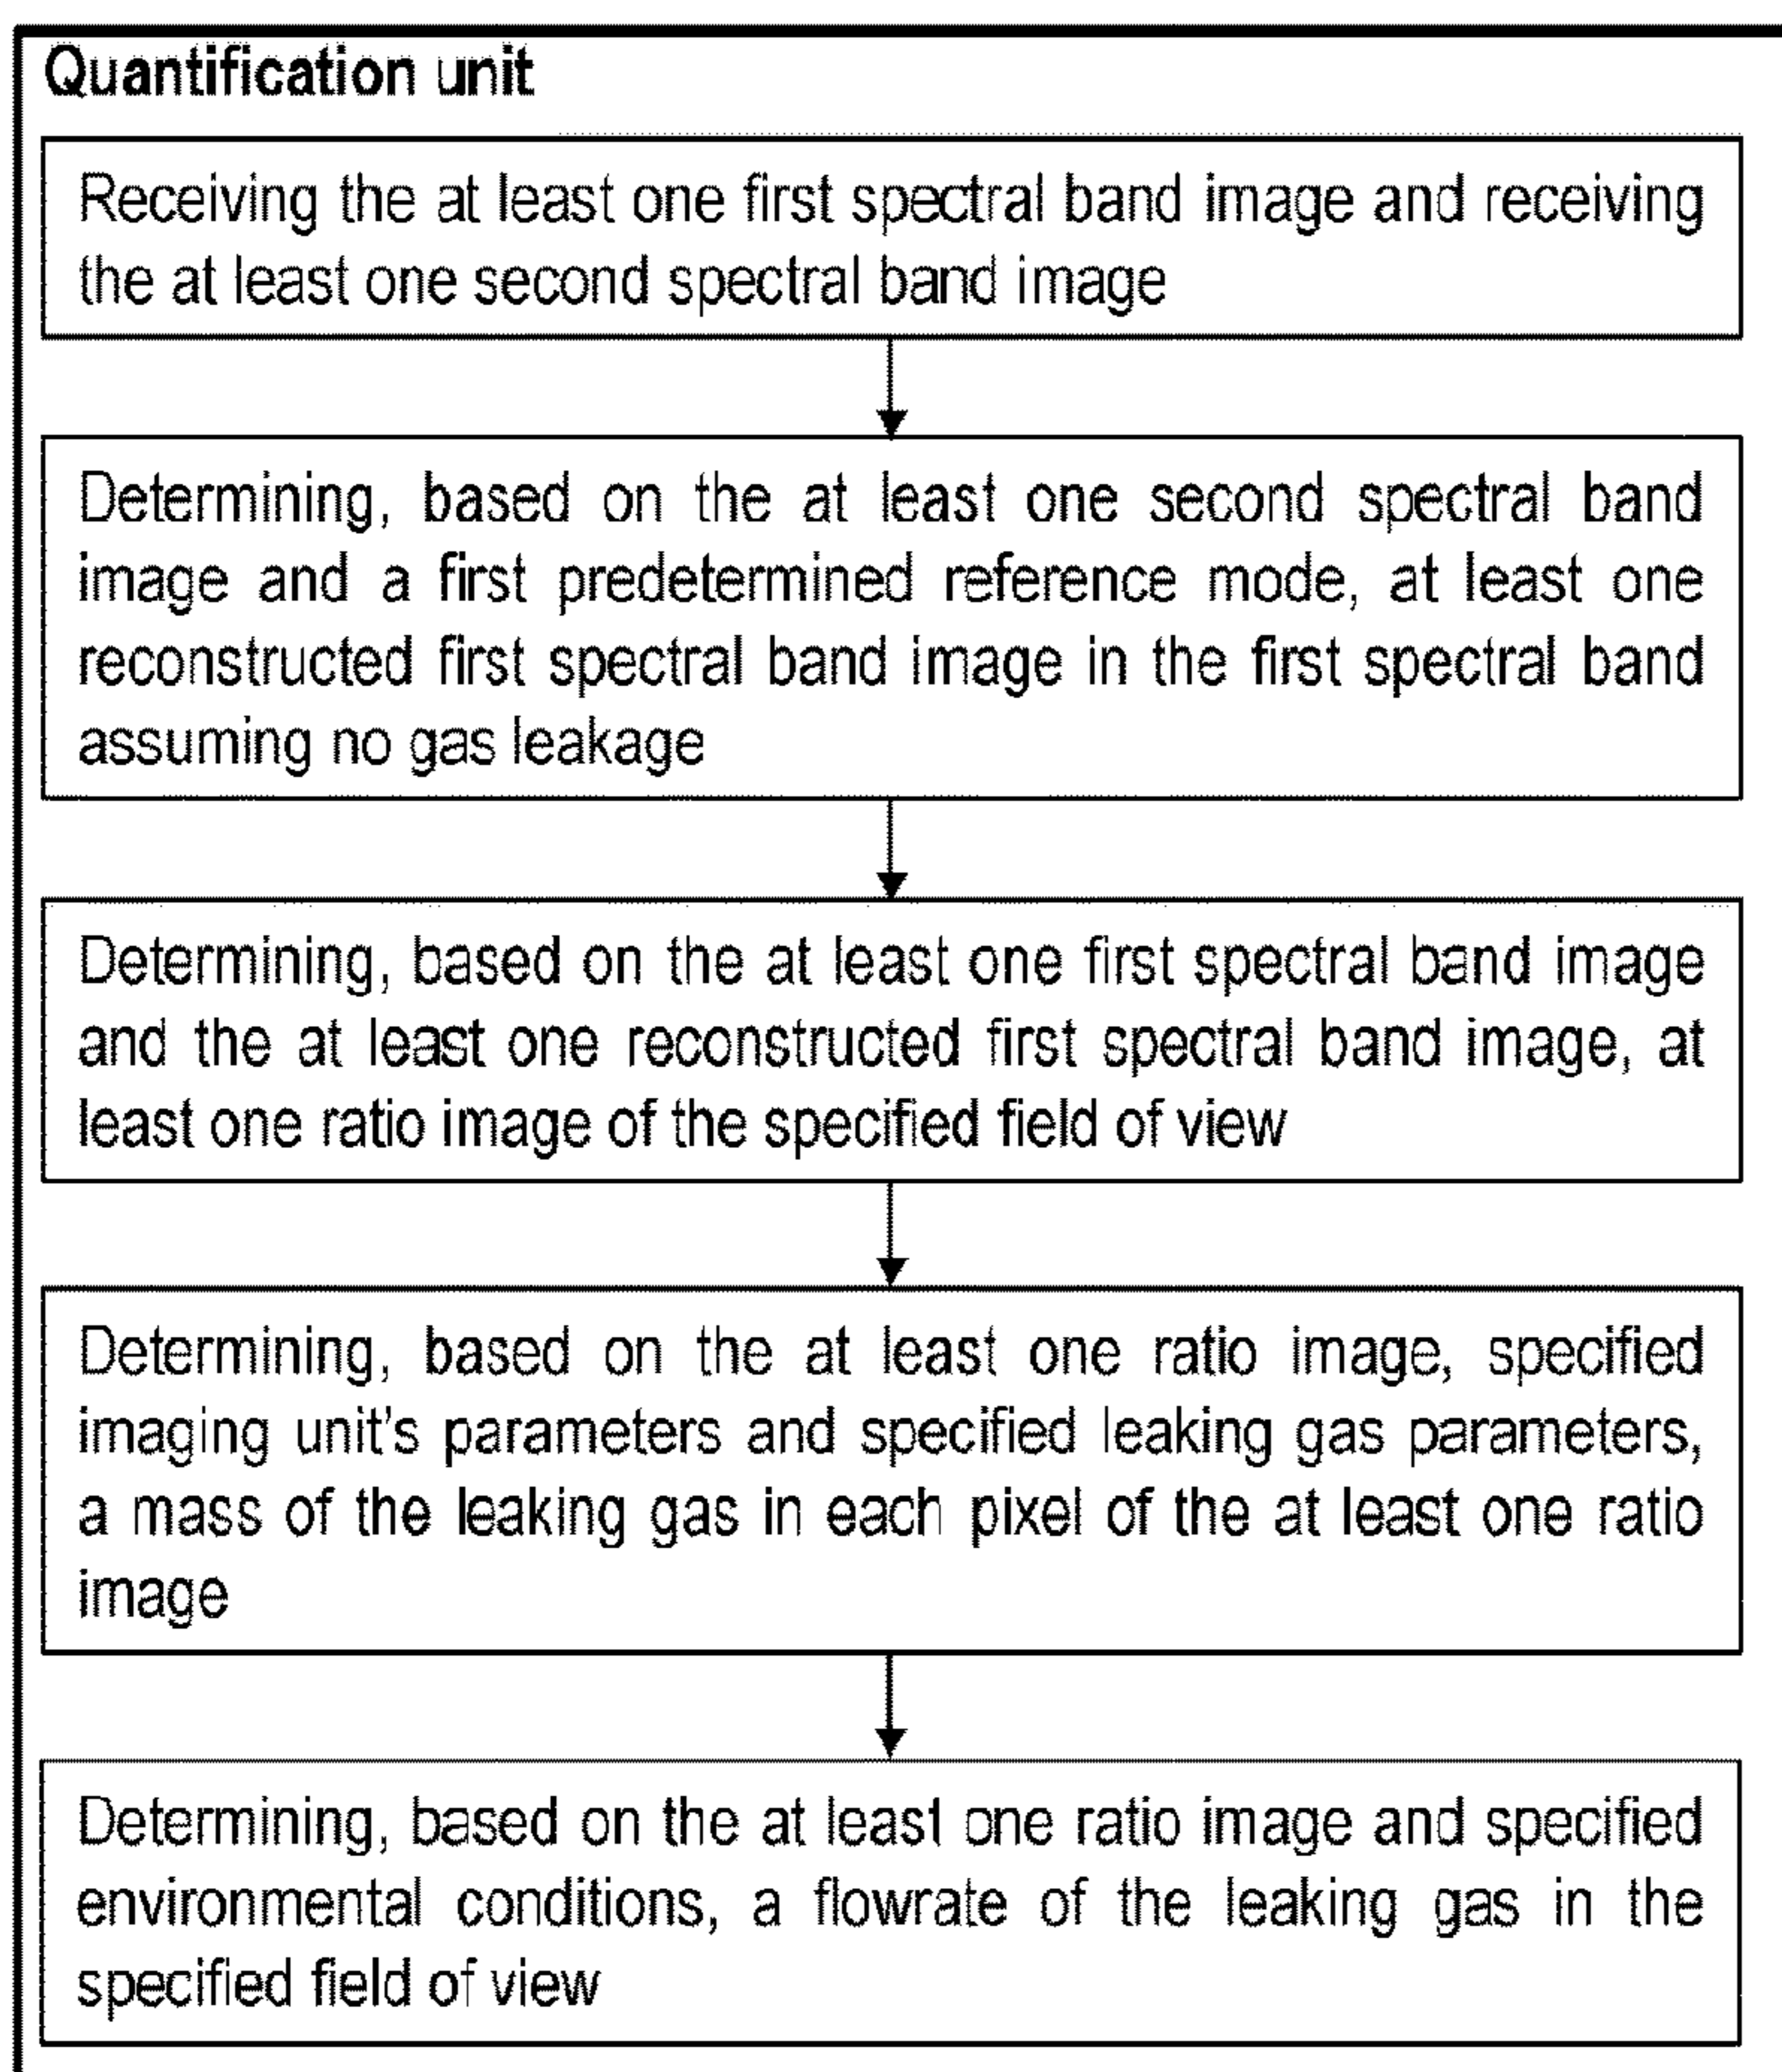 Quantification unit
Receiving the at least one first spectral band image and receiving
the at least one second spectral band image
Determining, based on the at least one second spectral band
image and a first predetermined reference mode, at least one
reconstructed first spectral band image in the first spectral band
assuming no gas leakage
Determining, based on the at least one first spectral band image
and the at least one reconstructed first spectral band image, at
least one ratio image of the specified field of view
Determining, based on the at least one ratio image, specified
imaging unit's parameters and specified leaking gas parameters,
a mass of the leaking gas in each pixel of the at least one ratio
image
Determining, based on the at least one ratio image and specified
environmental conditions, a flowrate of the leaking gas in the
specified field of view